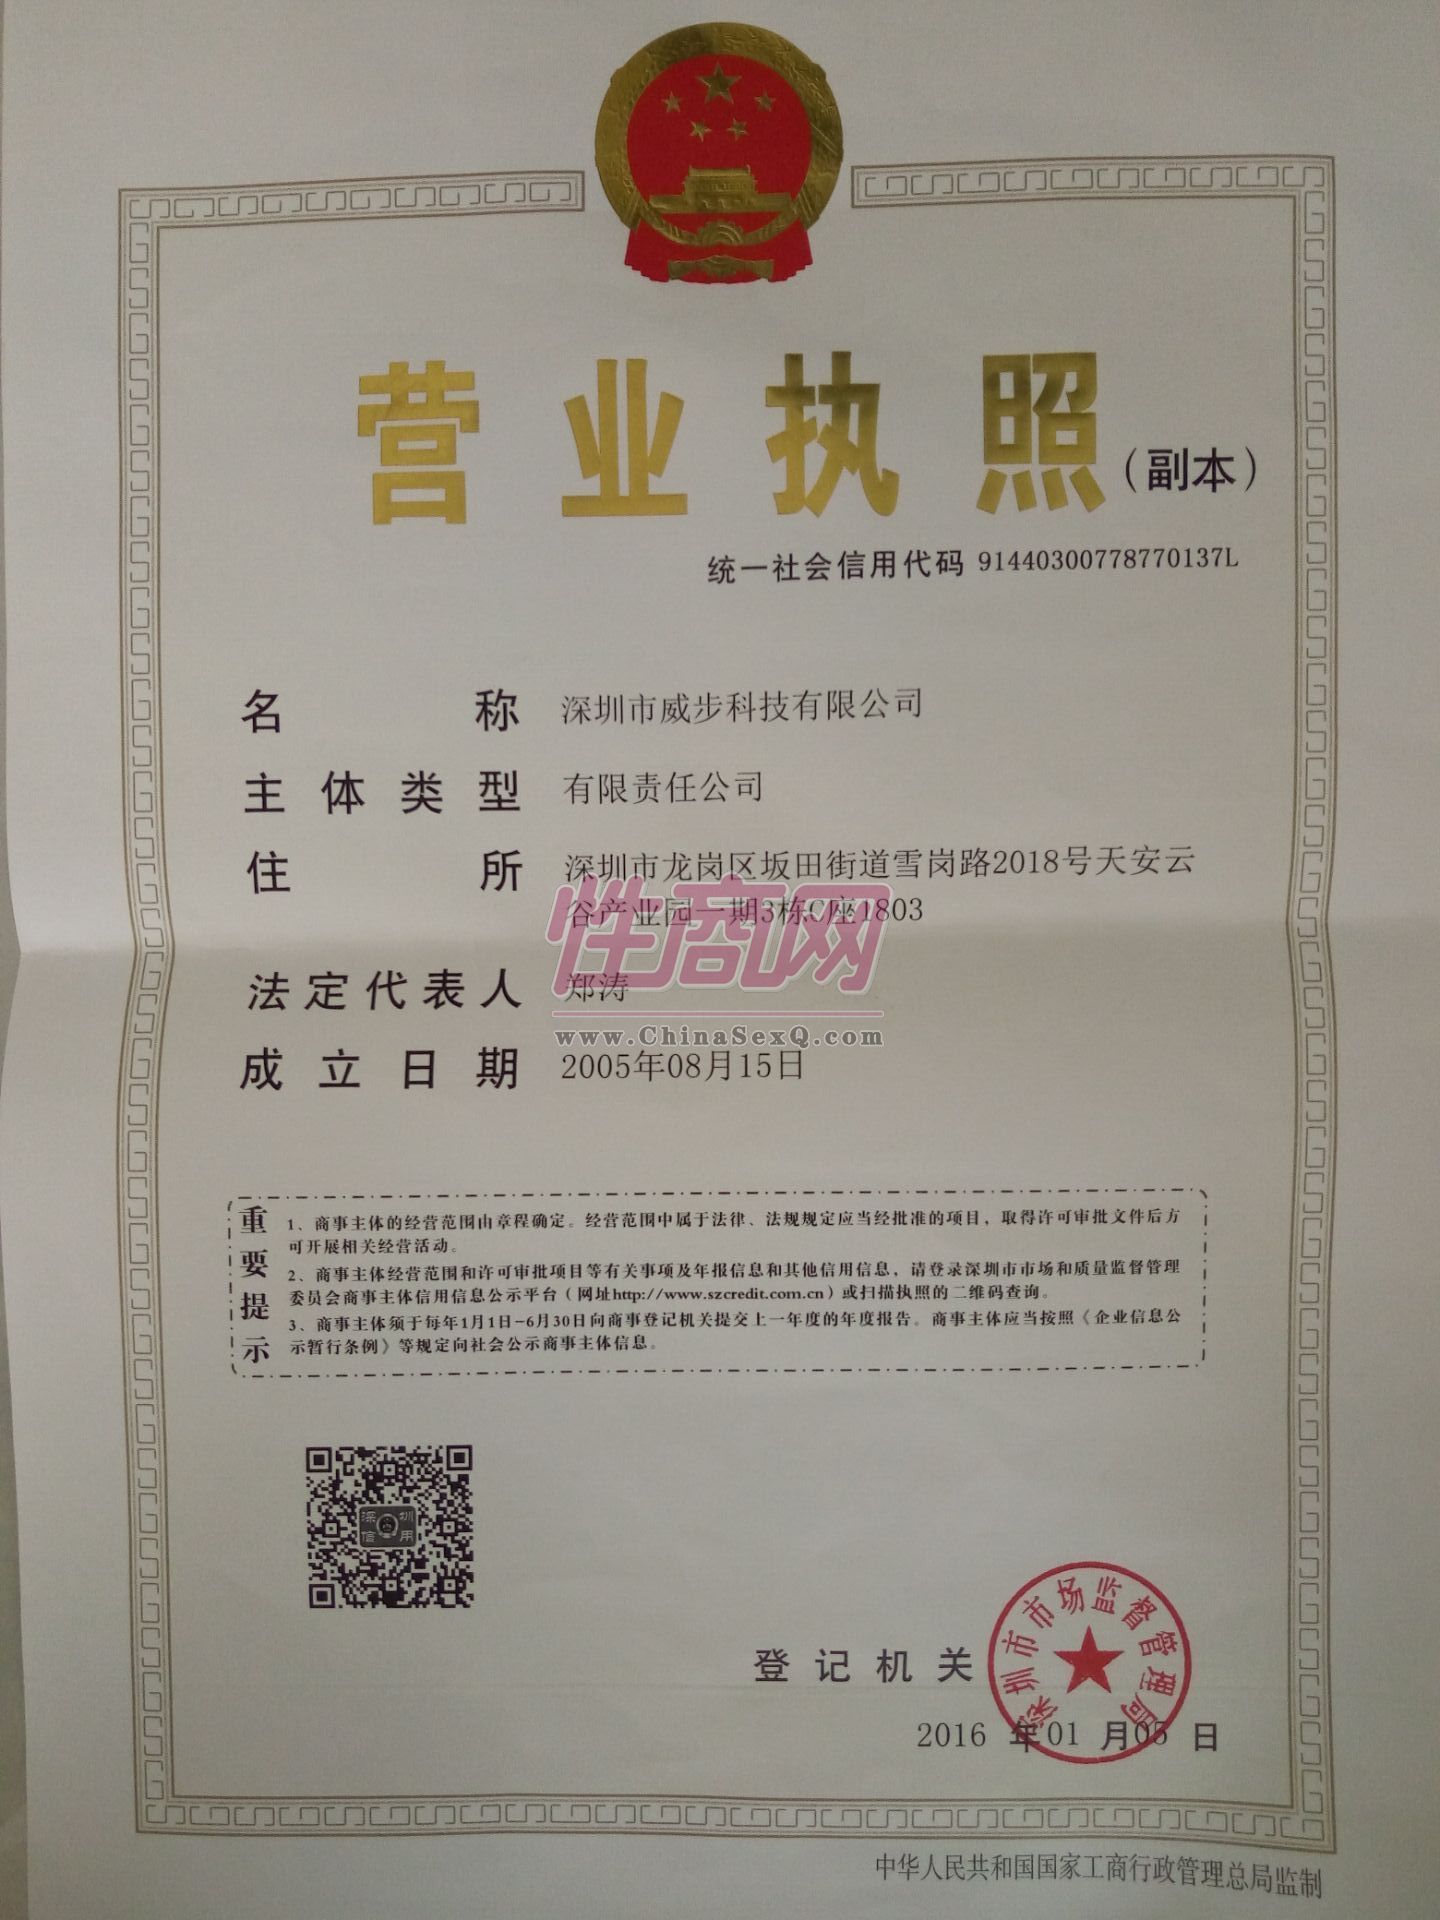 营业执照（副本）
统一社会信用代码 91440300778770137L
名称 深圳市威步科技有限公司
主体类型 有限责任公司
住所 深圳市龙岗区坂田街道雪岗路2018号天安云
谷产业园一期3栋C座1803
性商网
法定代表人 郑涛
www.ChinaSexQ.com
成立日期 2005年08月15日
重要提示
1、商事主体的经营范围由章程确定。经营范围中属于法律、法规规定应当经批准的项目，取得许可审批文件后方
可开展相关经营活动。
2、商事主体经营范围和许可审批项目等有关事项及年报信息和其他信用信息，请登录深圳市市场和质量监督管理
委员会商事主体信用信息公示平台（网址http://www.szcredit.com.cn）或扫描执照的二维码查询。
3、商事主体须于每年1月1日-6月30日向商事登记机关提交上一年度的年度报告。商事主体应当按照《企业信息公
示暂行条例》等规定向社会公示商事主体信息。
深圳
信用
登记机关
深圳市市场监督管理局
2016 年01 月05 日
中华人民共和国国家工商行政管理总局监制